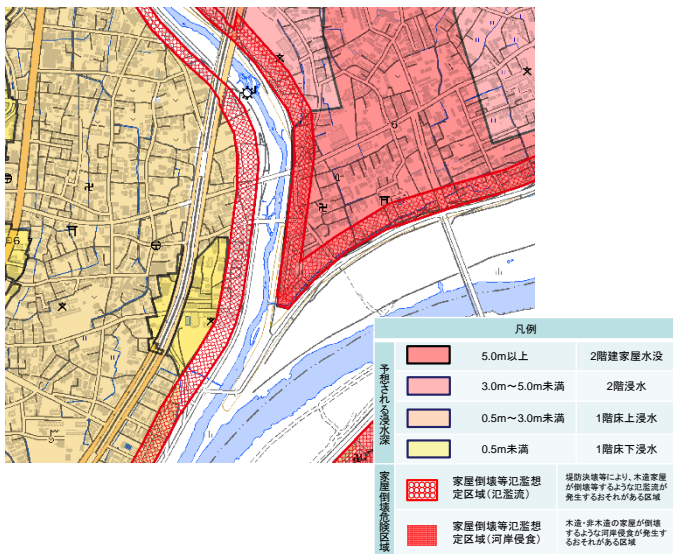 凡例
予想される浸水深
5.0m以上
2階建家屋水没
3.0m～5.0m未満
2階浸水
0.5m～3.0m未満
1階床上浸水
0.5m未満
1階床下浸水
家屋倒壊危険区域
家屋倒壊等氾濫想
定区域(氾濫流)
堤防決壊等により、木造家屋
が倒壊等するような氾濫流が
発生するおそれがある区域
家屋倒壊等氾濫想
定区域(河岸侵食)
木造・非木造の家屋が倒壊
するような河岸侵食が発生す
るおそれがある区域